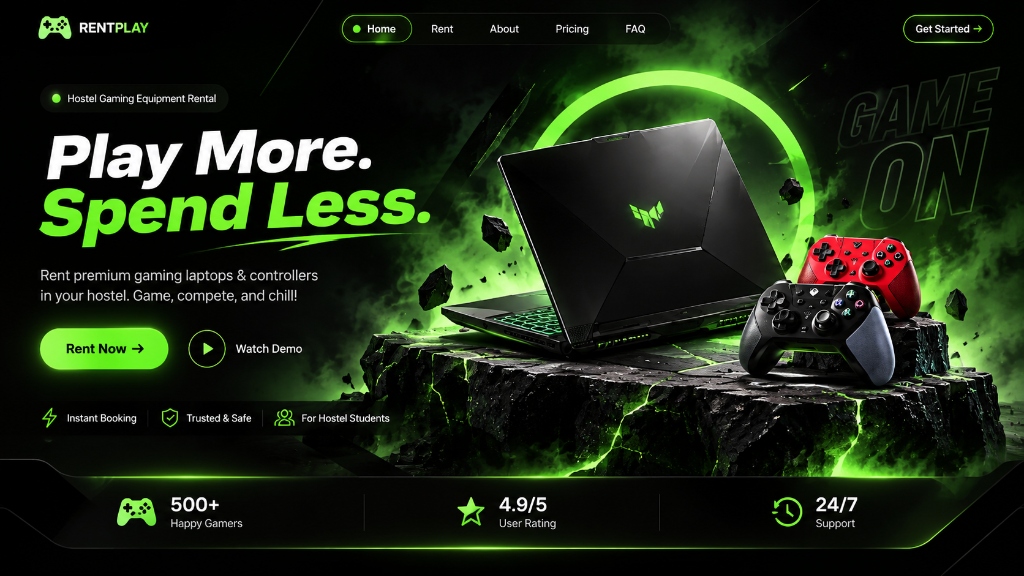 RENTPLAY
Home
Rent
About
Pricing
FAQ
Get Started →
Hostel Gaming Equipment Rental
Play More.
Spend Less.
Rent premium gaming laptops & controllers
in your hostel. Game, compete, and chill!
Rent Now →
Watch Demo
Instant Booking
Trusted & Safe
For Hostel Students
GAME
ON
500+
Happy Gamers
4.9/5
User Rating
24/7
Support